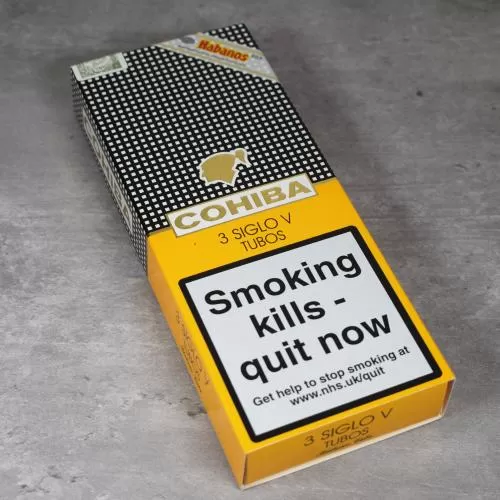 Habanos
COHIBA
3 SIGLO V
TUBOS
Smoking
kills -
quit now
Get help to stop smoking at
www.nhs.uk/quit
3 SIGLO V
TUBOS